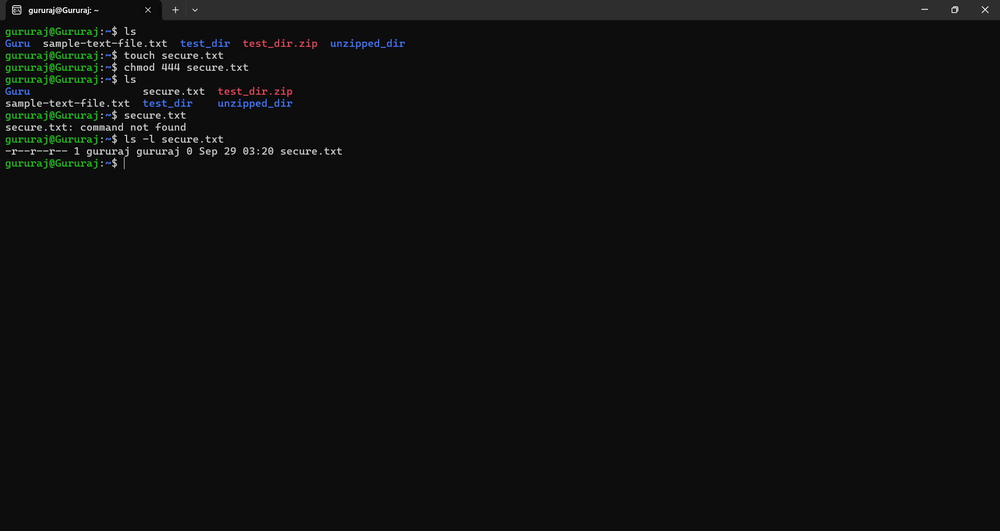 gururaj@Gururaj: ~
gururaj@Gururaj:~$ ls
Guru  sample-text-file.txt  test_dir  test_dir.zip  unzipped_dir
gururaj@Gururaj:~$ touch secure.txt
gururaj@Gururaj:~$ chmod 444 secure.txt
gururaj@Gururaj:~$ ls
Guru                  secure.txt  test_dir.zip
sample-text-file.txt  test_dir    unzipped_dir
gururaj@Gururaj:~$ secure.txt
secure.txt: command not found
gururaj@Gururaj:~$ ls -l secure.txt
-r--r--r-- 1 gururaj gururaj 0 Sep 29 03:20 secure.txt
gururaj@Gururaj:~$